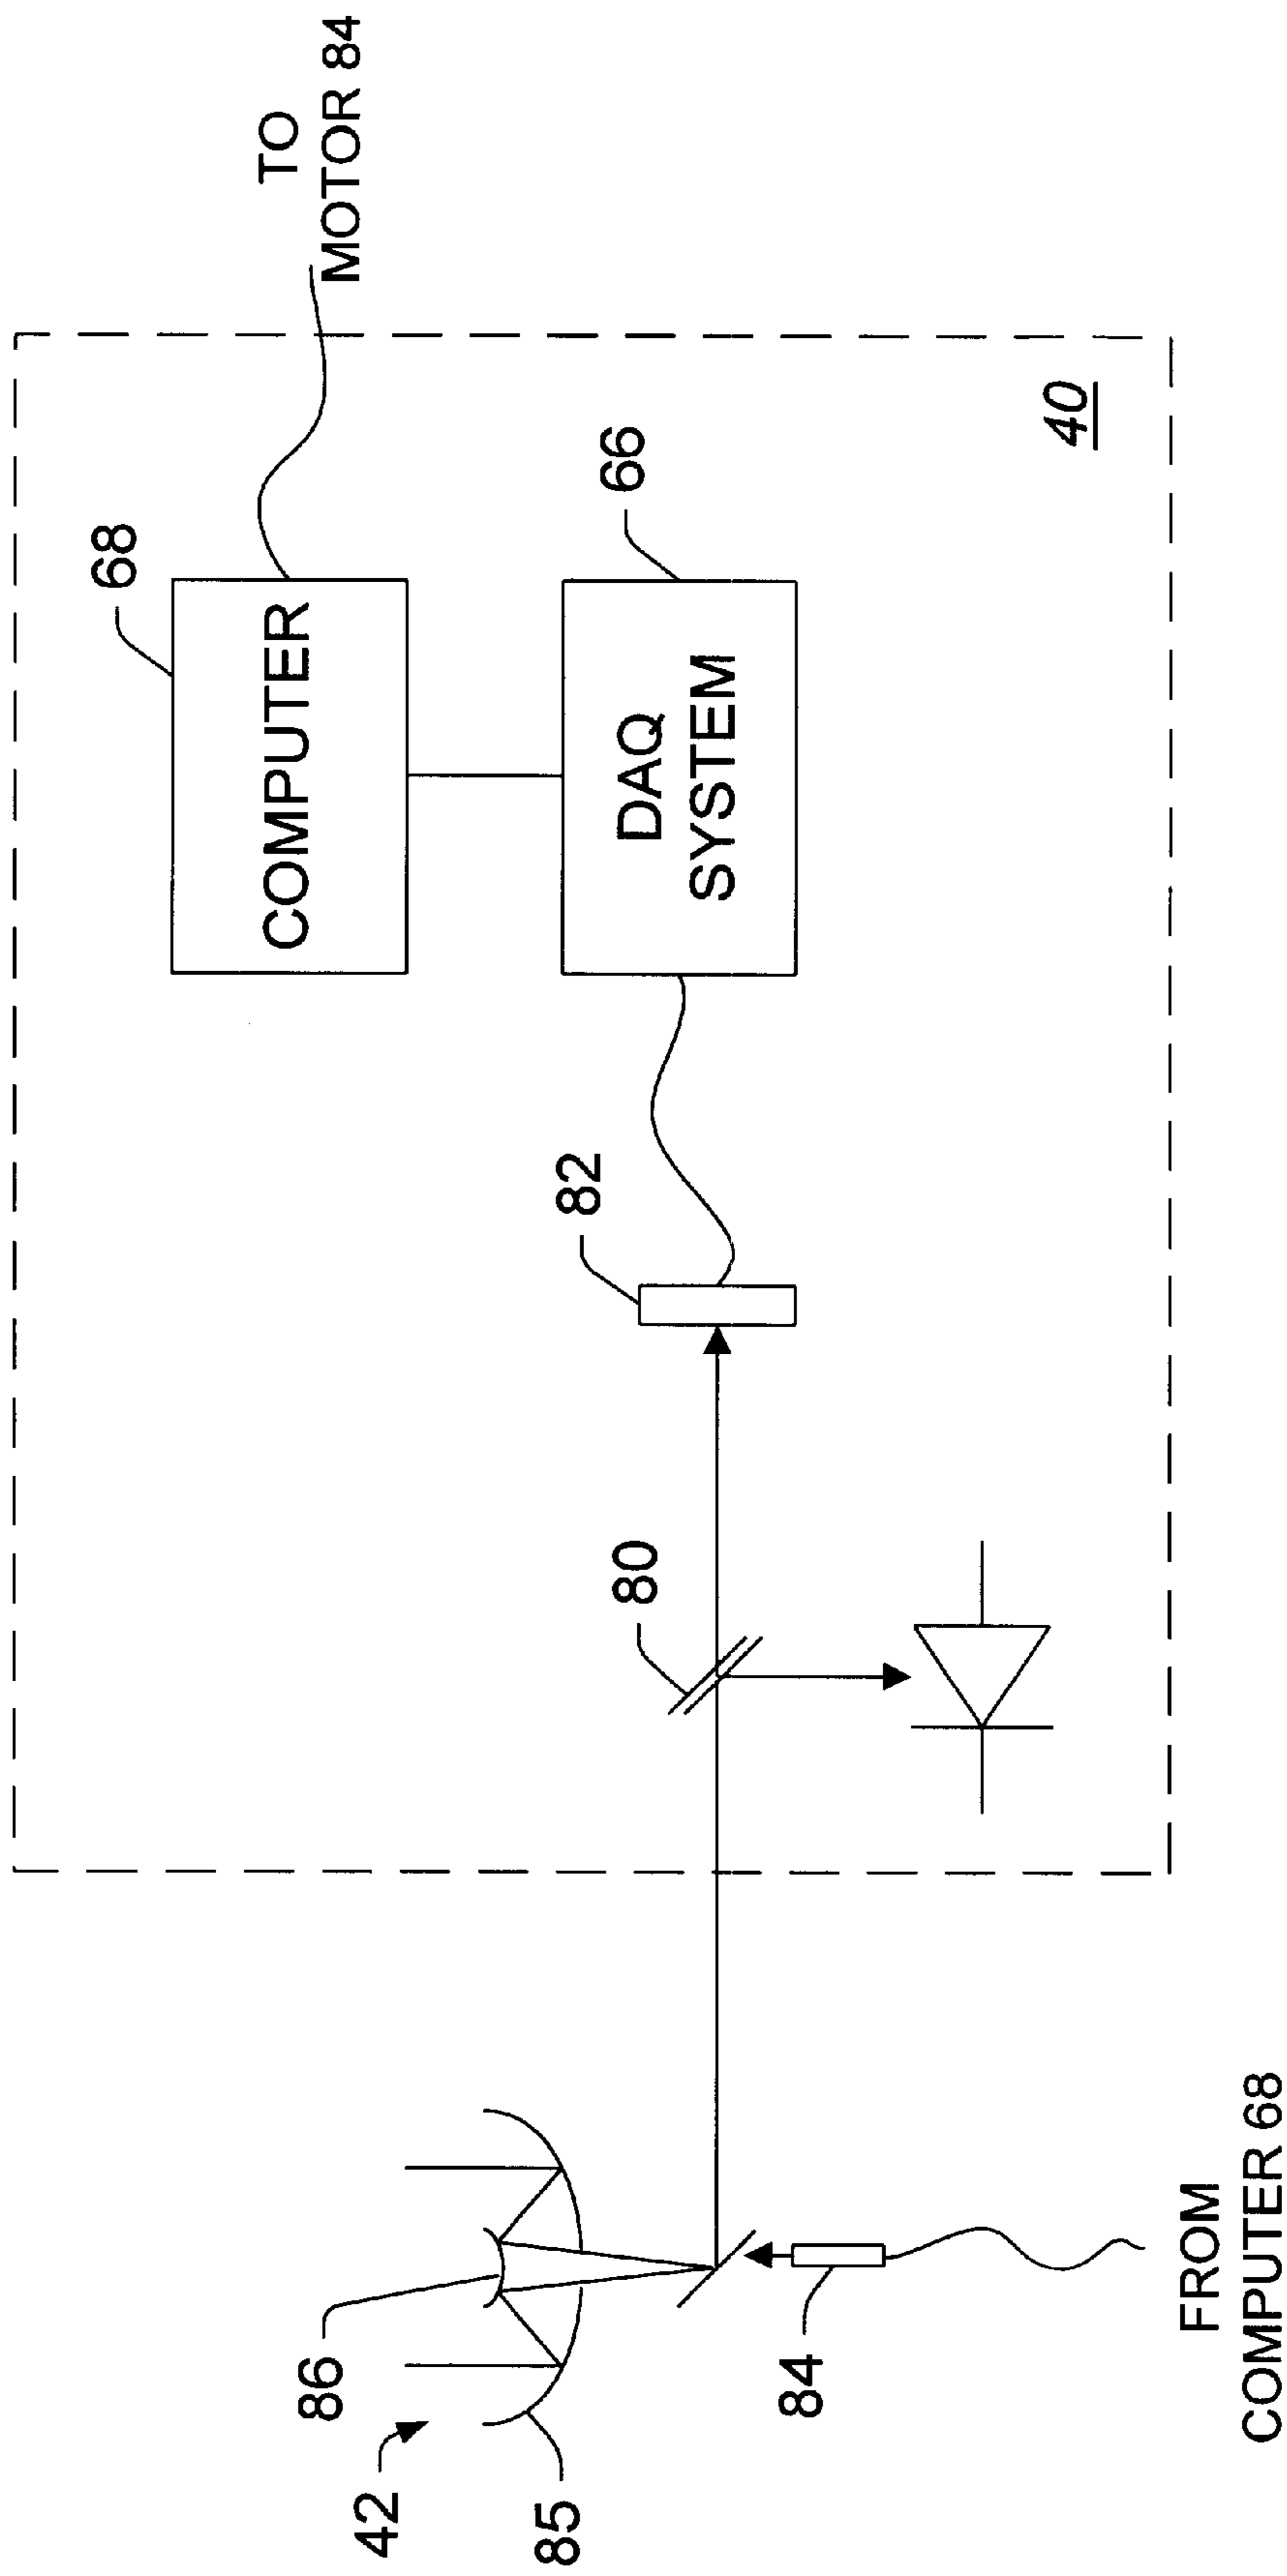 TO
MOTOR 84
68
COMPUTER
66
DAQ
SYSTEM
40
82
80
86
42
85
84
FROM
COMPUTER 68